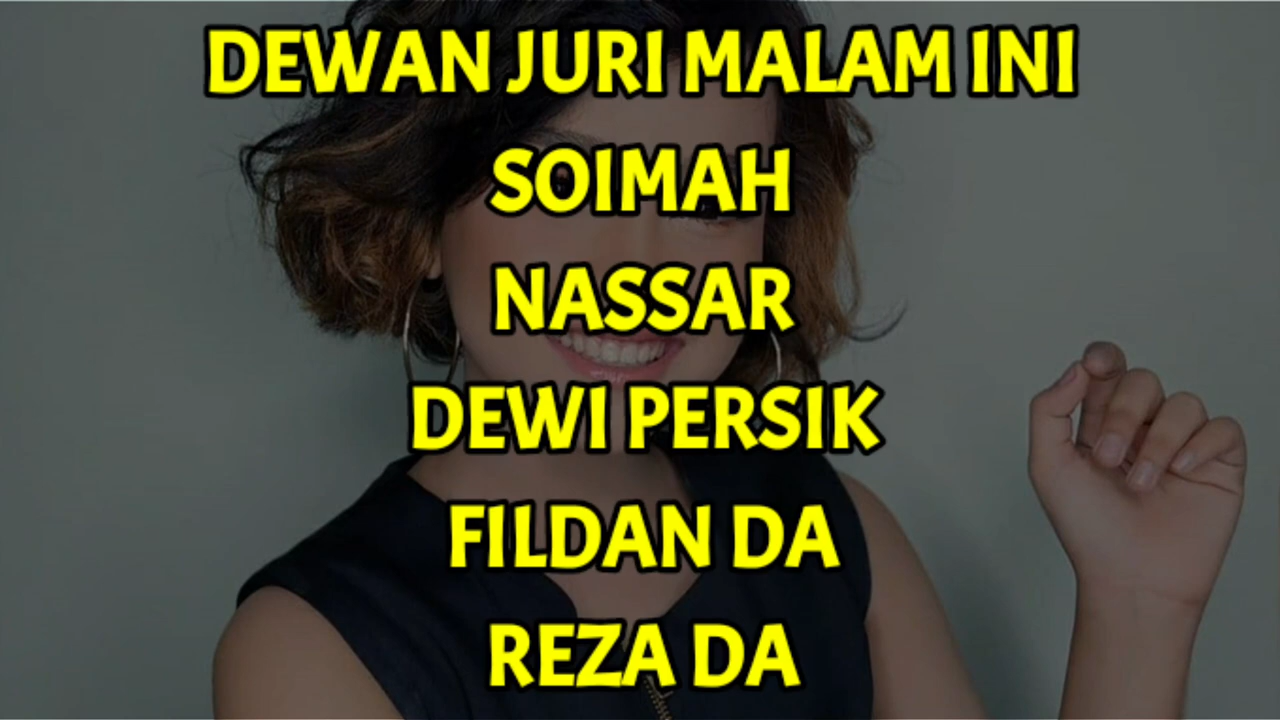 DEWAN JURI MALAM INI
SOIMAH
NASSAR
DEWI PERSIK
FILDAN DA
REZA DA